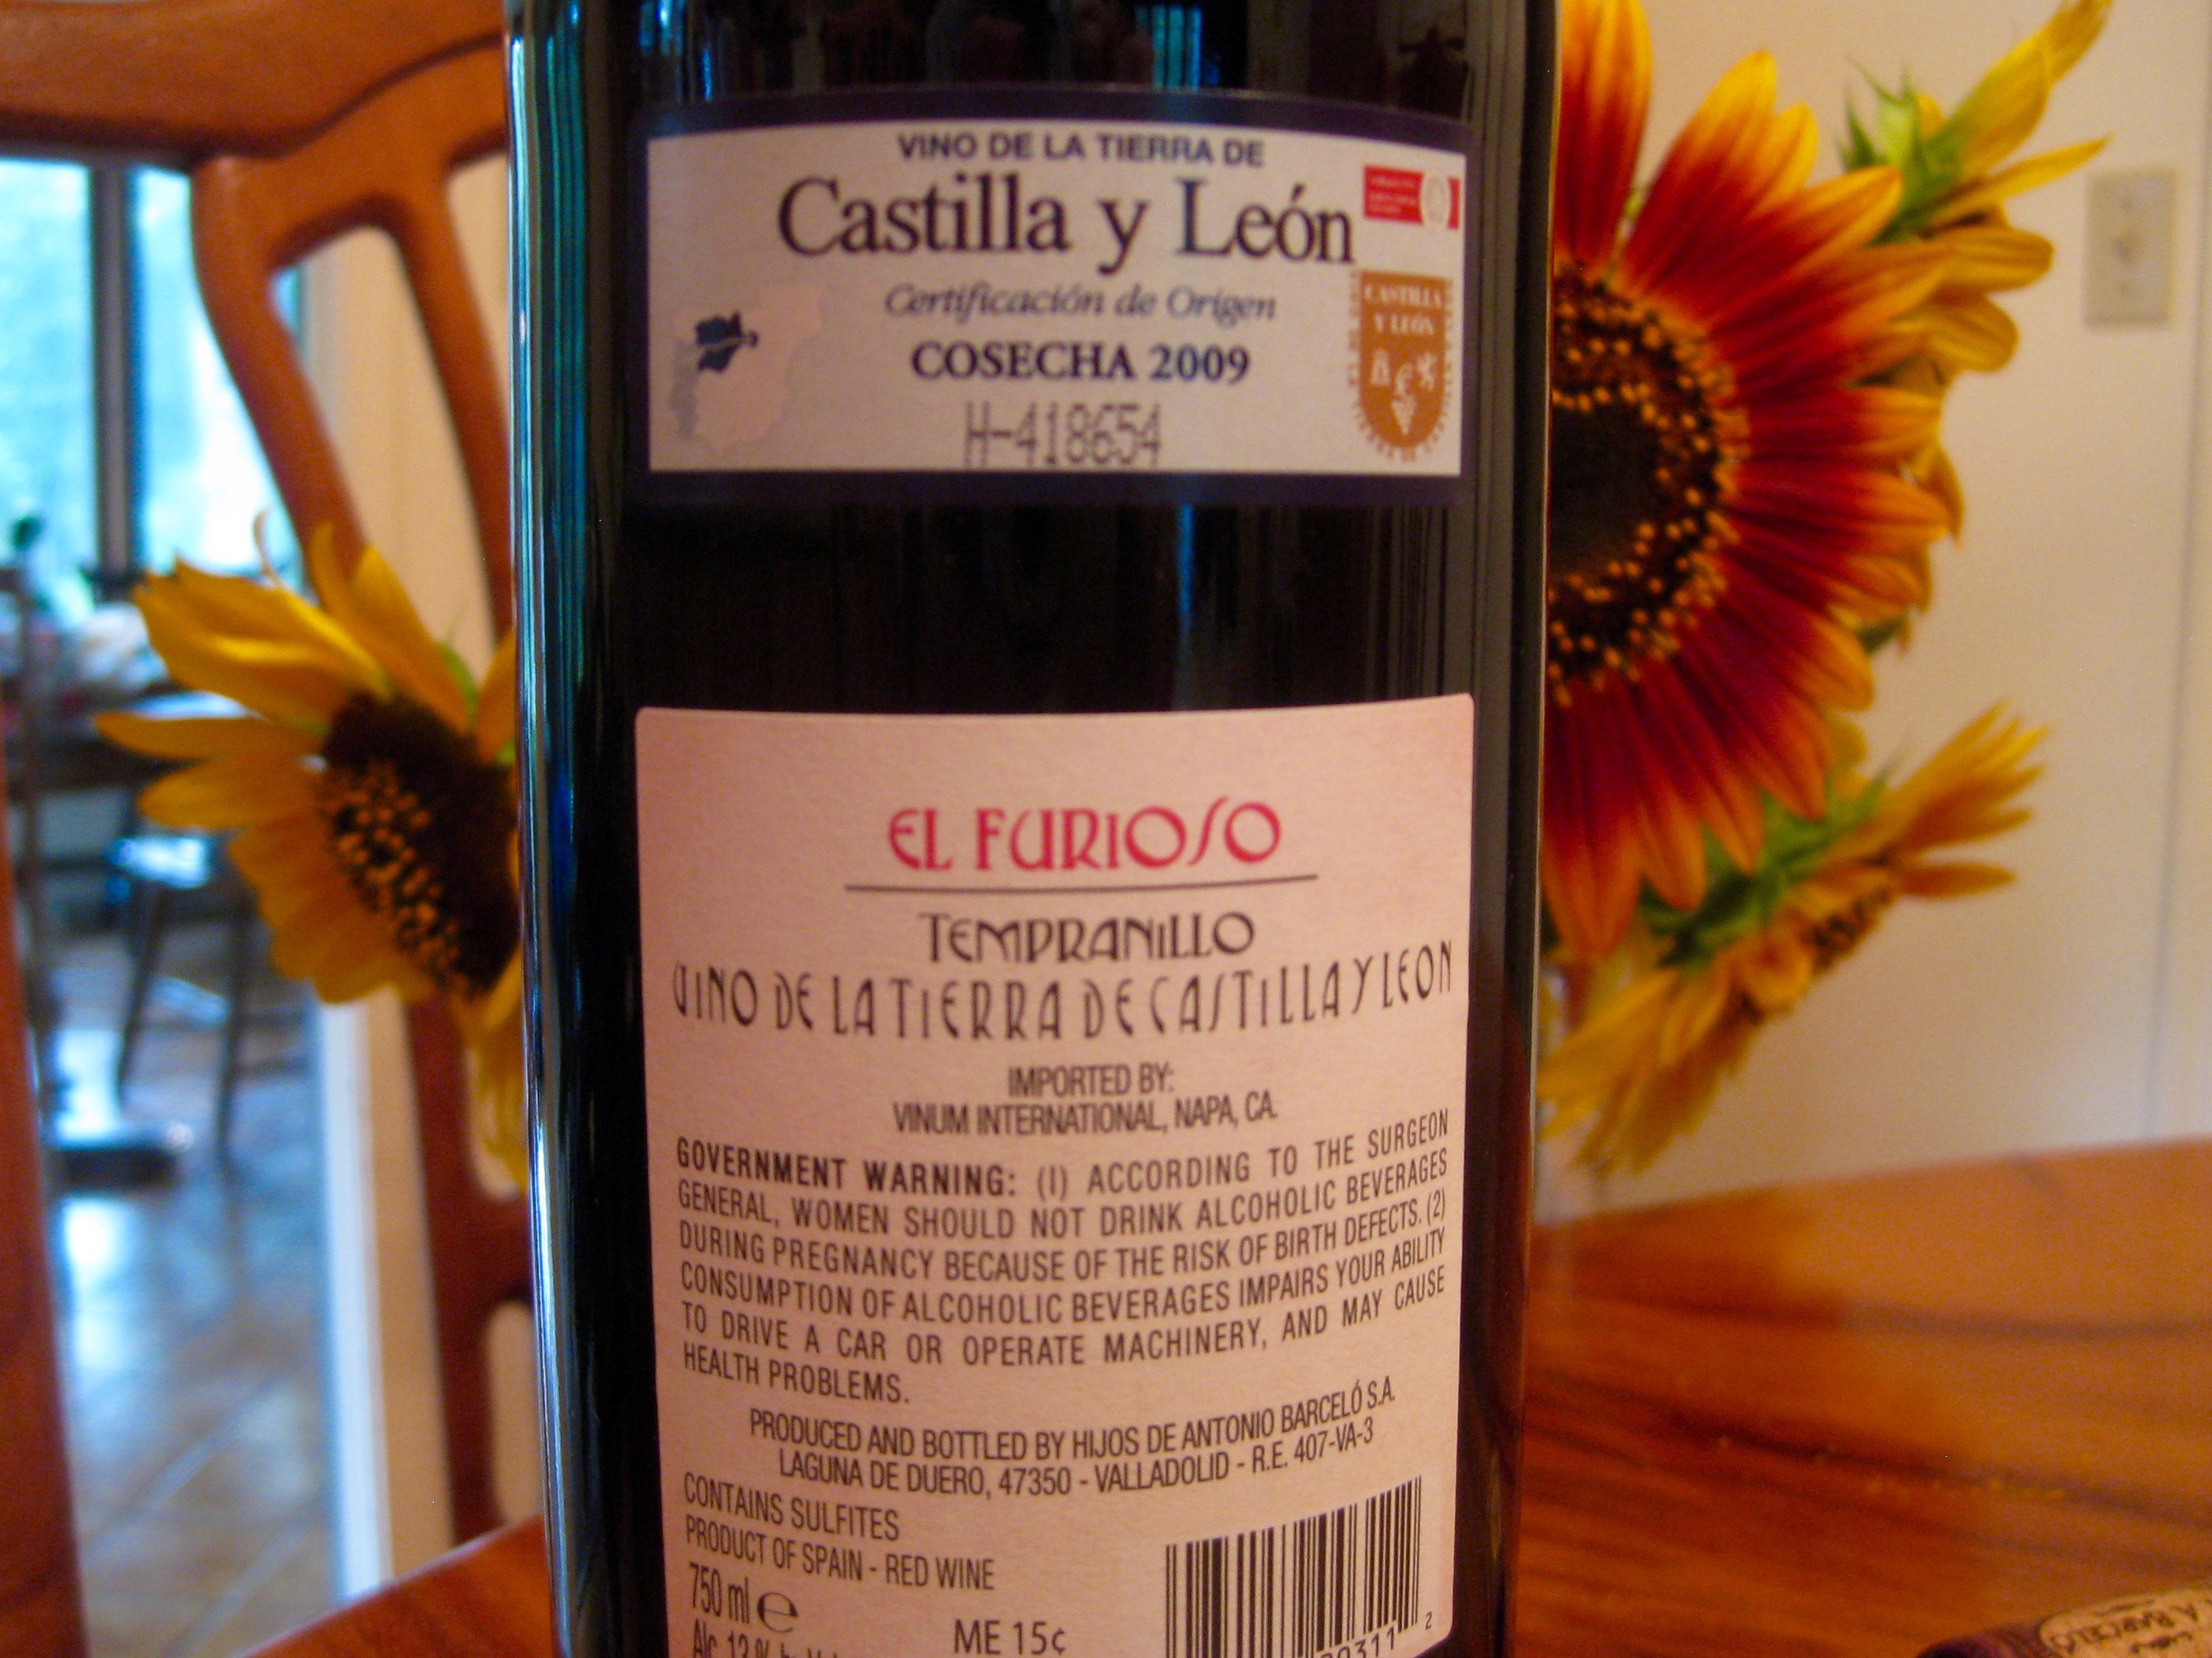 VINO DE LA TIERRA DE
Castilla y León
Certificación de Origen
COSECHA 2009
H-418654
CASTILLA
Y LEÓN
EL FURIOSO
TEMPRANILLO
VINO DE LA TIERRA DE CASTILLA Y LEON
IMPORTED BY:
VINUM INTERNATIONAL, NAPA, CA.
GOVERNMENT WARNING: (1) ACCORDING TO THE SURGEON
GENERAL, WOMEN SHOULD NOT DRINK ALCOHOLIC BEVERAGES
DURING PREGNANCY BECAUSE OF THE RISK OF BIRTH DEFECTS. (2)
CONSUMPTION OF ALCOHOLIC BEVERAGES IMPAIRS YOUR ABILITY
TO DRIVE A CAR OR OPERATE MACHINERY, AND MAY CAUSE
HEALTH PROBLEMS.
PRODUCED AND BOTTLED BY HIJOS DE ANTONIO BARCELÓ S.A.
LAGUNA DE DUERO, 47350 - VALLADOLID - R.E. 407-VA-3
CONTAINS SULFITES
PRODUCT OF SPAIN - RED WINE
750 ml e
ME 15¢
Alc. 13 % b
0311 2
A BARCELÓ